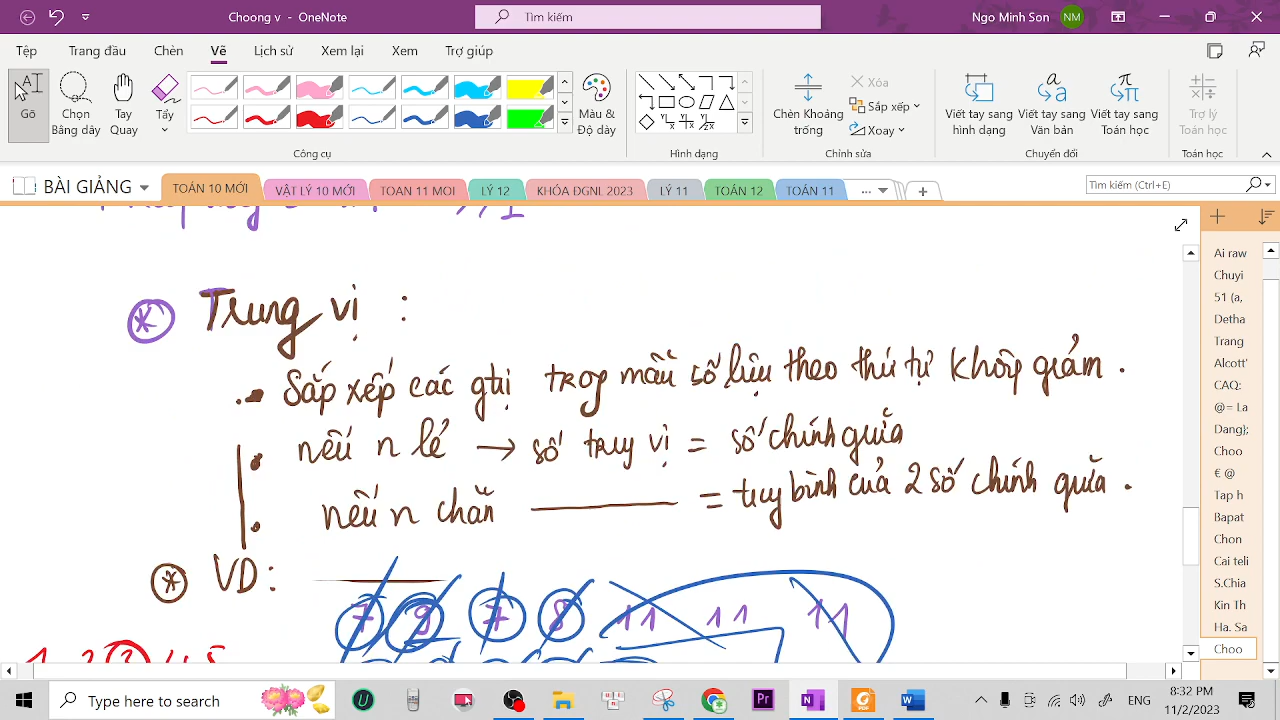 Choong v - OneNote
Tìm kiếm
Ngo Minh Son NM
Tệp Trang đầu Chèn Vẽ Lịch sử Xem lại Xem Trợ giúp
Gõ
Chọn Bằng dây
Tay Quay
Tẩy
Màu & Độ dày
Công cụ
Hình dạng
Chèn Khoảng trống
Xóa
Sắp xếp
Xoay
Chỉnh sửa
Viết tay sang hình dạng
Viết tay sang Văn bản
Viết tay sang Toán học
Chuyển đổi
Trợ lý Toán học
Toán học
BÀI GIẢNG
TOÁN 10 MỚI
VẬT LÝ 10 MỚI
TOAN 11 MOI
LÝ 12
KHÓA ĐGNL 2023
LÝ 11
TOÁN 12
TOÁN 11
...
Tìm kiếm (Ctrl+E)
Trung vị :
Sắp xếp các gtrị trog mẫu số liệu theo thứ tự không giảm .
nếu n lẻ → số truy vị = số chính giữa
nếu n chẵn ——— = truy bình của 2 số chính giữa .
VD:
7 9 7 8 11 11 11
Ai raw
Chuyi
51 (a,
Detha
Trang
Alcott'
CAQ:
@ = La
Dang};
Choo
€ @
Tap h
Bapat
Chon
Cai teli
S.Chia
Kin Th
Ha. Sa
Choo
Type here to search
ENG
8:32 PM
11/2/2023